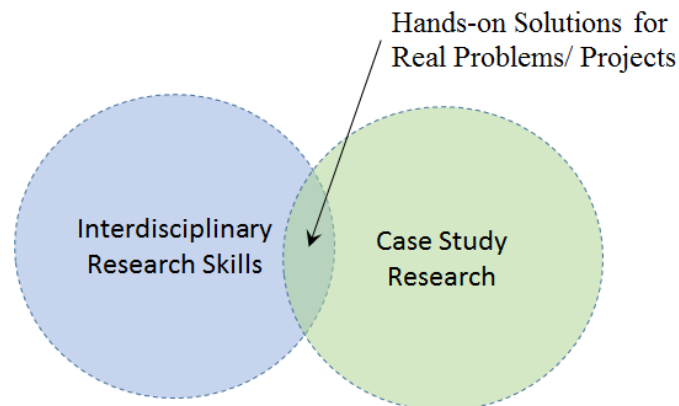 Hands-on Solutions for
Real Problems/ Projects
Interdisciplinary
Research Skills
Case Study
Research